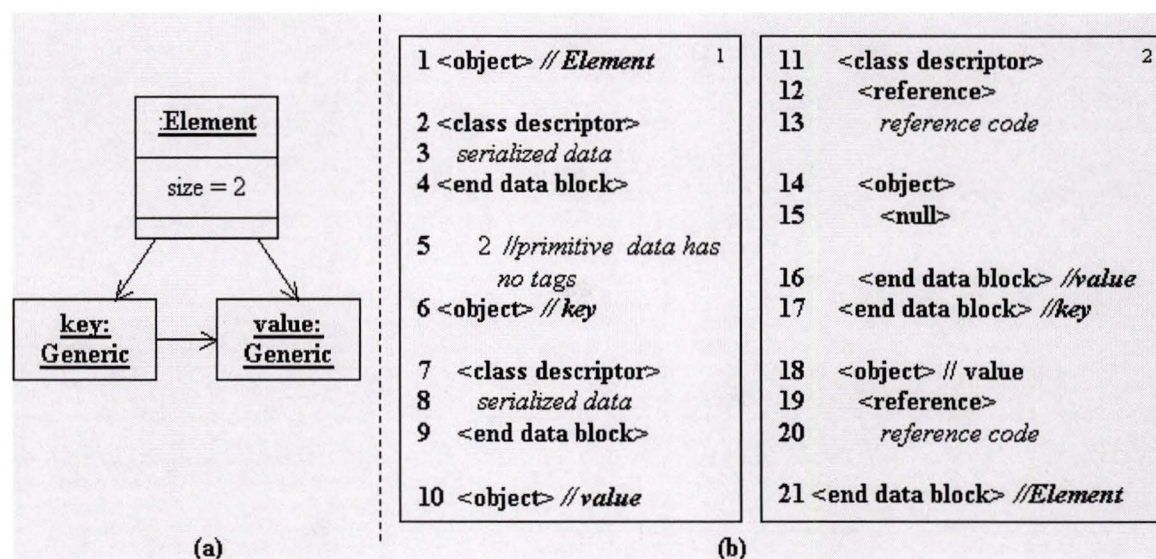 :Element
size = 2
key:
Generic
value:
Generic
(a)
1
1 <object> // Element
2 <class descriptor>
3 serialized data
4 <end data block>
5 2 //primitive data has
no tags
6 <object> // key
7 <class descriptor>
8 serialized data
9 <end data block>
10 <object> //value
2
11 <class descriptor>
12 <reference>
13 reference code
14 <object>
15 <null>
16 <end data block> //value
17 <end data block> //key
18 <object> // value
19 <reference>
20 reference code
21 <end data block> //Element
(b)